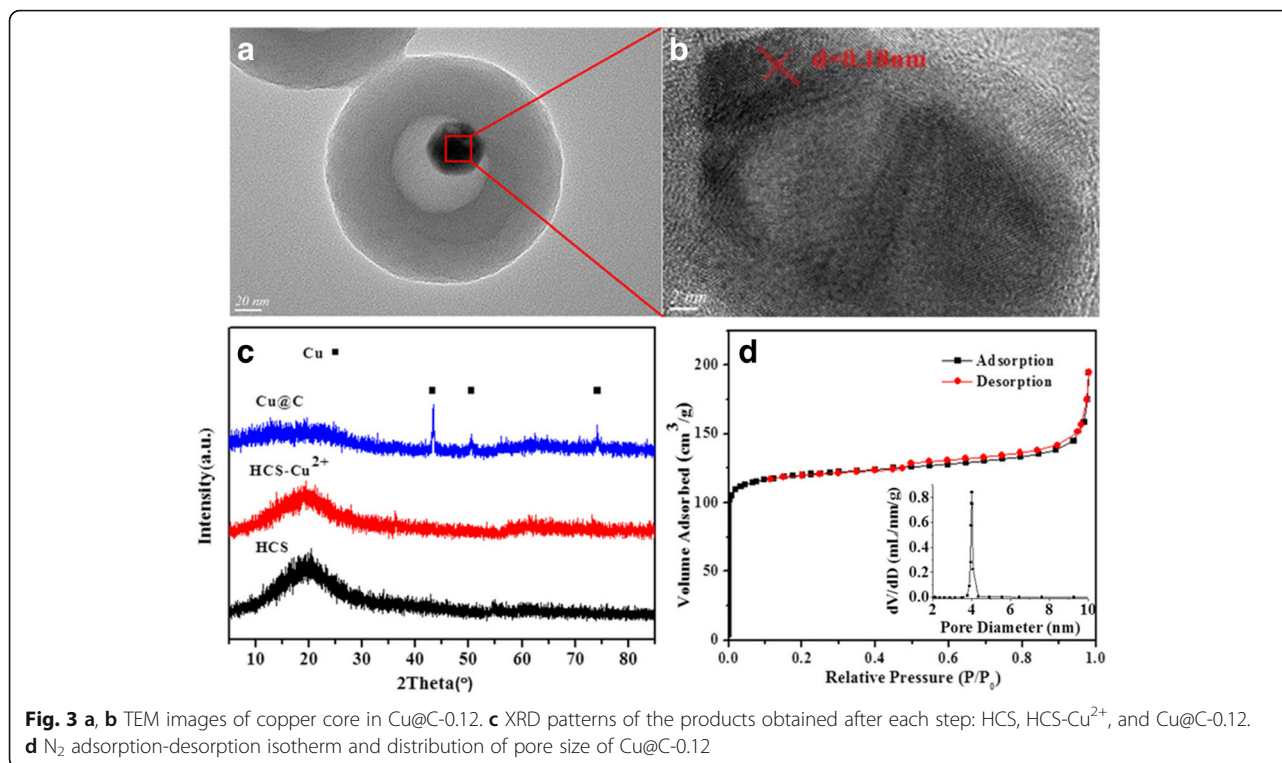 a
b
d=0.18nm
20 nm
2 nm
c
Cu
Cu@C
HCS-Cu2+
HCS
Intensity(a.u.)
10 20 30 40 50 60 70 80
2Theta(o)
d
Adsorption
Desorption
200
150
100
50
0
Volume Adsorbed (cm3/g)
0.8
0.6
0.4
0.2
0.0
dV/dD (mL/nm/g)
2 4 6 8 10
Pore Diameter (nm)
0.0 0.2 0.4 0.6 0.8 1.0
Relative Pressure (P/P0)
Fig. 3 a, b TEM images of copper core in Cu@C-0.12. c XRD patterns of the products obtained after each step: HCS, HCS-Cu2+, and Cu@C-0.12.
d N2 adsorption-desorption isotherm and distribution of pore size of Cu@C-0.12